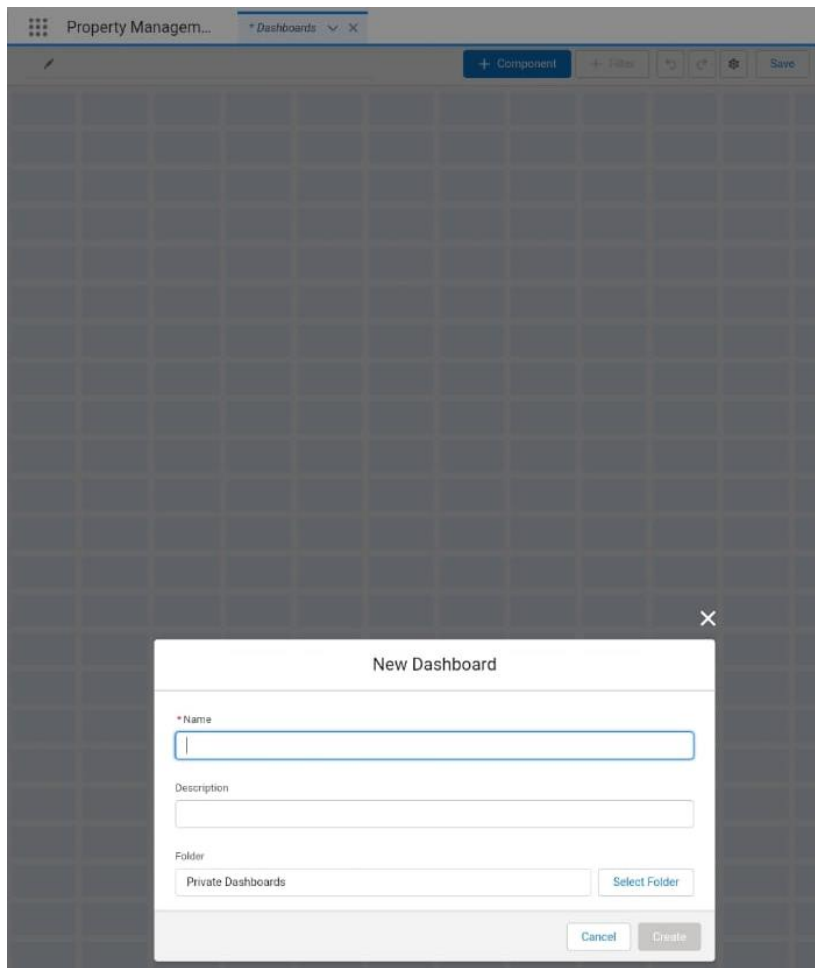 Property Managem...
* Dashboards
+ Component
+ Filter
Save
New Dashboard
* Name
Description
Folder
Private Dashboards
Select Folder
Cancel
Create